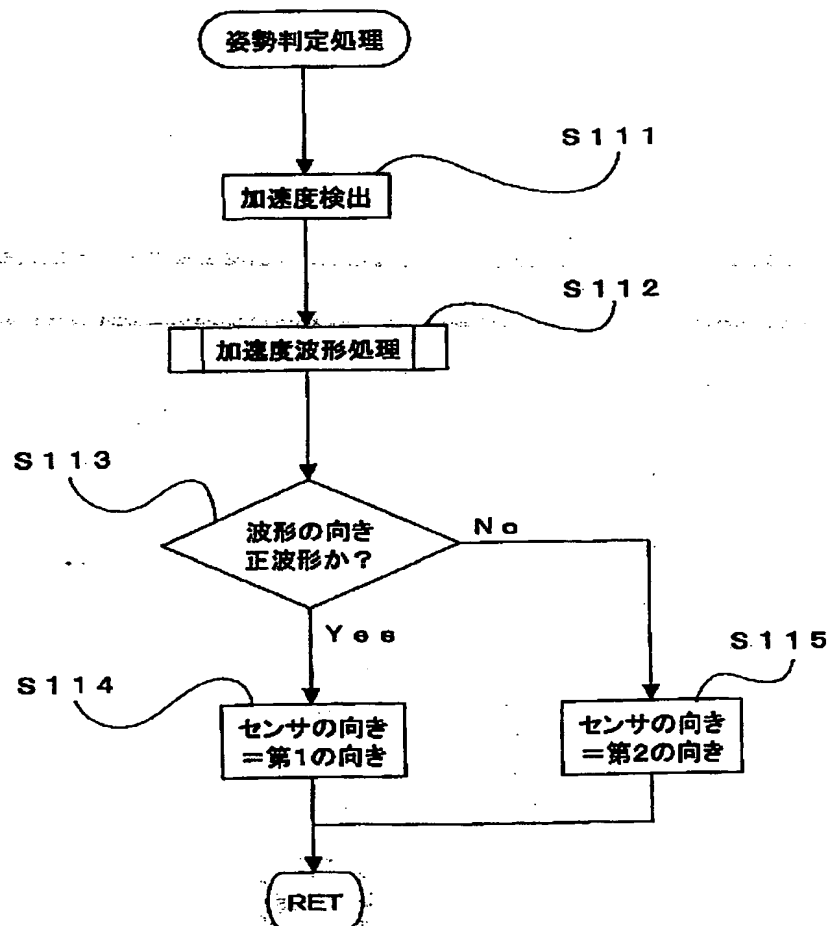 姿勢判定処理
S111
加速度検出
S112
加速度波形処理
S113
波形の向き
正波形か?
No
Yes
S114
センサの向き
=第1の向き
S115
センサの向き
=第2の向き
RET